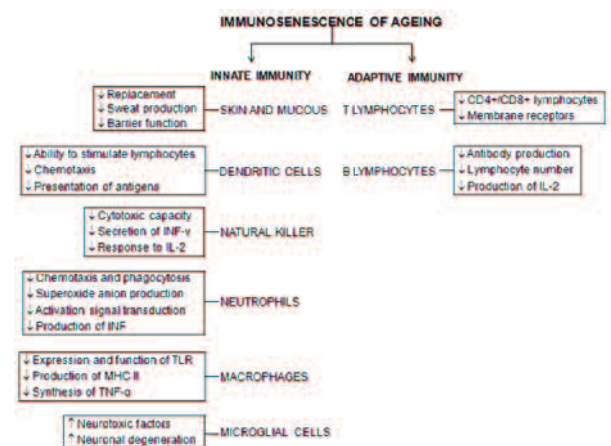 IMMUNOSENESCENCE OF AGEING
INNATE IMMUNITY
ADAPTIVE IMMUNITY
↓ Replacement
↓ Sweat production
↓ Barrier function
SKIN AND MUCOUS
T LYMPHOCYTES
↓ CD4+/CD8+ lymphocytes
↓ Membrane receptors
↓ Ability to stimulate lymphocytes
↓ Chemotaxis
↓ Presentation of antigens
DENDRITIC CELLS
B LYMPHOCYTES
↓ Antibody production
↓ Lymphocyte number
↓ Production of IL-2
↓ Cytotoxic capacity
↓ Secretion of INF-γ
↓ Response to IL-2
NATURAL KILLER
↓ Chemotaxis and phagocytosis
↓ Superoxide anion production
↓ Activation signal transduction
↓ Production of INF
NEUTROPHILS
↓ Expression and function of TLR
↓ Production of MHC II
↓ Synthesis of TNF-α
MACROPHAGES
↑ Neurotoxic factors
↑ Neuronal degeneration
MICROGLIAL CELLS